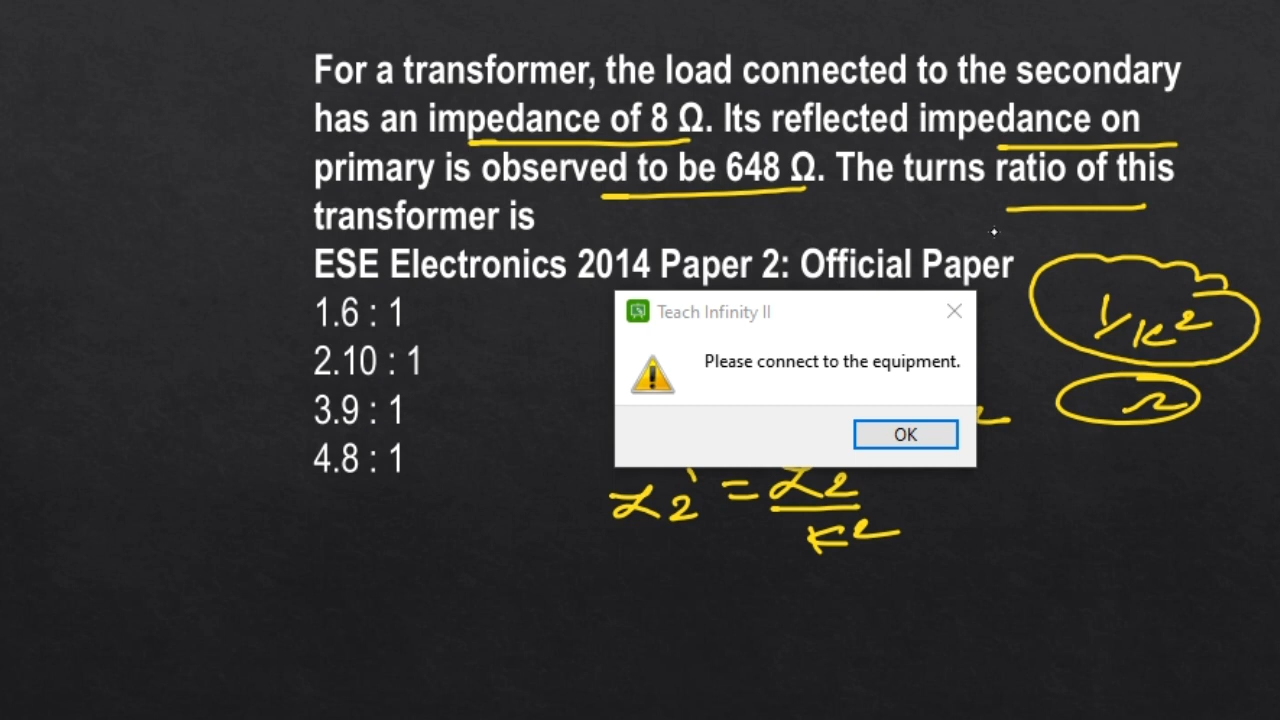 For a transformer, the load connected to the secondary
has an impedance of 8 Ω. Its reflected impedance on
primary is observed to be 648 Ω. The turns ratio of this
transformer is
ESE Electronics 2014 Paper 2: Official Paper
1.6 : 1
2.10 : 1
3.9 : 1
4.8 : 1
Teach Infinity II
Please connect to the equipment.
OK
1/K²
Z₂' = Z₂/K²